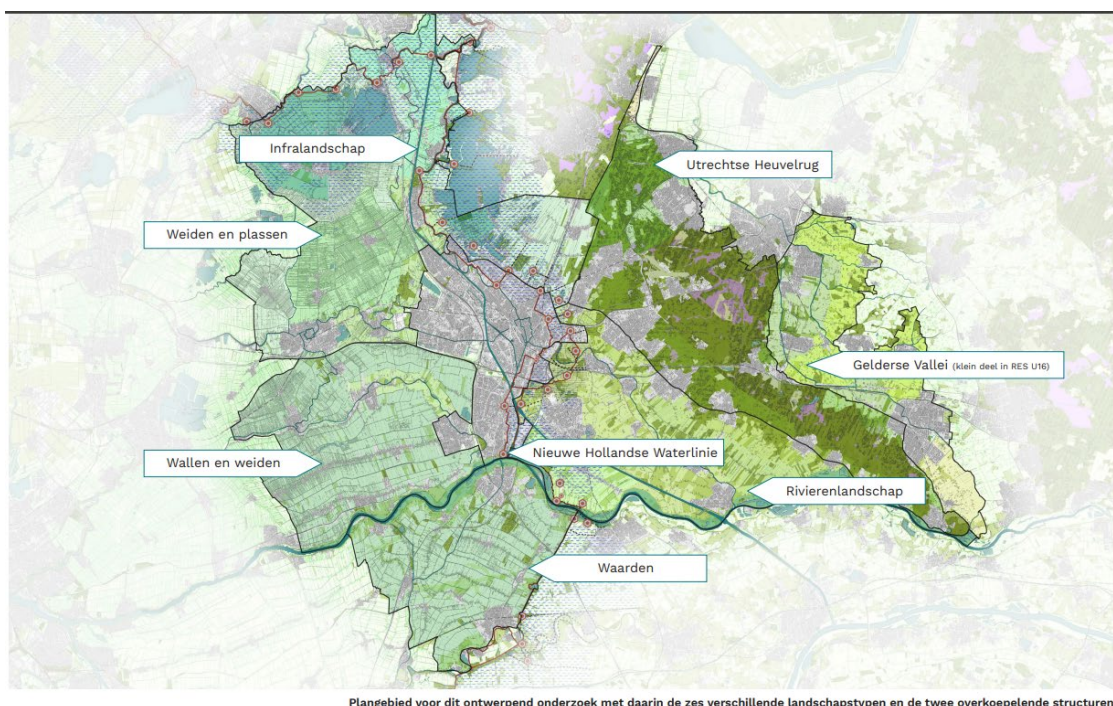 Infralandschap
Utrechtse Heuvelrug
Weiden en plassen
Gelderse Vallei (klein deel in RES U16)
Nieuwe Hollandse Waterlinie
Wallen en weiden
Rivierenlandschap
Waarden
Plangebied voor dit ontwerpend onderzoek met daarin de zes verschillende landschapstypen en de twee overkoepelende structuren